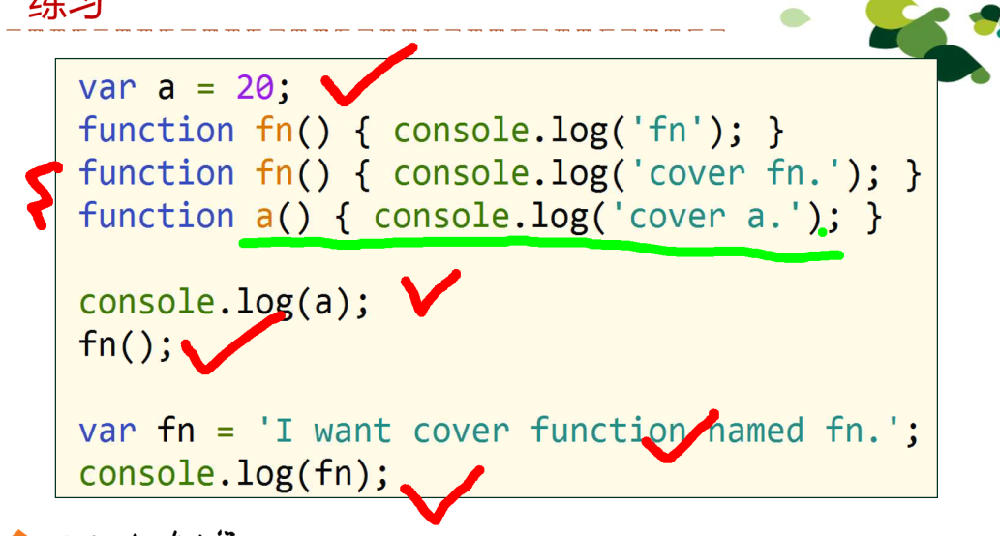 练习
var a = 20;
function fn() { console.log('fn'); }
function fn() { console.log('cover fn.'); }
function a() { console.log('cover a.'); }
console.log(a);
fn();
var fn = 'I want cover function named fn.';
console.log(fn);